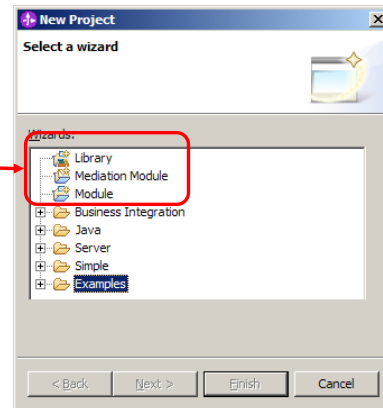 New Project
Select a wizard
Wizards:
Library
Mediation Module
Module
Business Integration
Java
Server
Simple
Examples
< Back Next > Finish Cancel